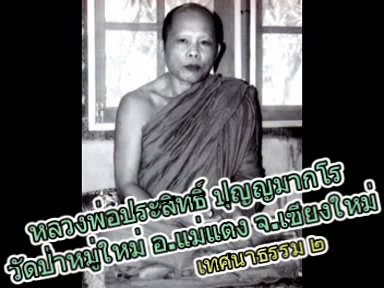 หลวงพ่อประสิทธิ์ ปุญญมากโร
วัดป่าหมู่ใหม่ อ.แม่แตง จ.เชียงใหม่
เทศนาธรรม ๒